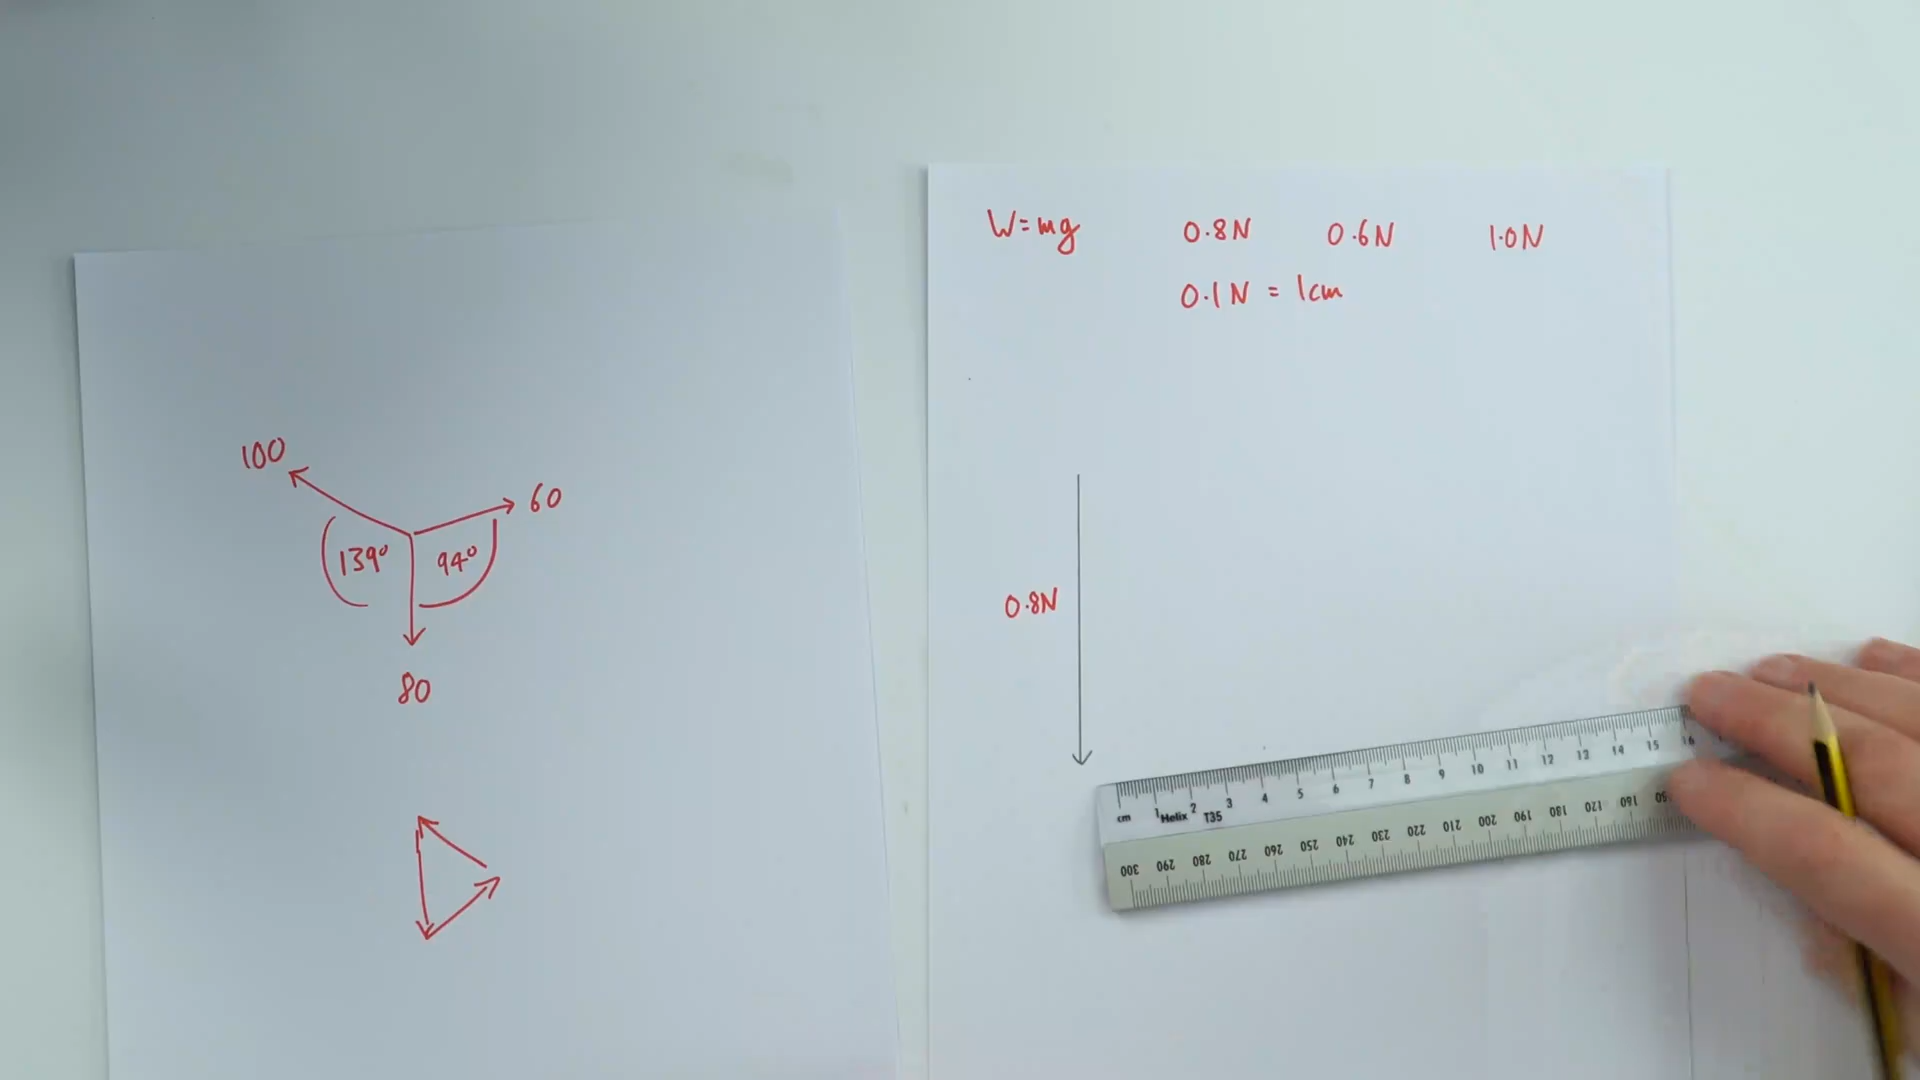 100
60
139°
94°
80
W=mg 0.8N 0.6N 1.0N
0.1N = 1cm
0.8N
cm 1 2 3 4 5 6 7 8 9 10 11 12 13 14 15 16
Helix T35
300 290 280 270 260 250 240 230 220 210 200 190 180 170 160